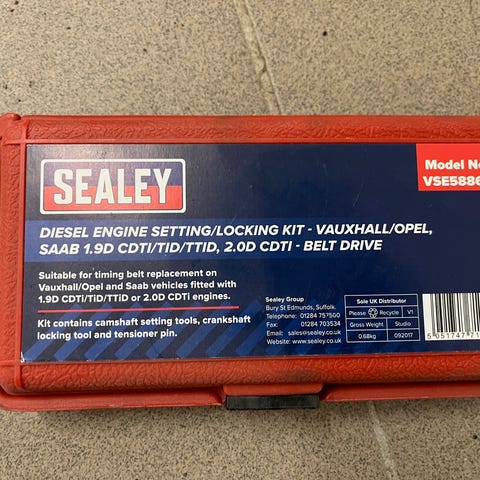 SEALEY
Model No
VSE5886
DIESEL ENGINE SETTING/LOCKING KIT - VAUXHALL/OPEL,
SAAB 1.9D CDTI/TID/TTID, 2.0D CDTI - BELT DRIVE
Suitable for timing belt replacement on
Vauxhall/Opel and Saab vehicles fitted with
1.9D CDTi/TiD/TTiD or 2.0D CDTi engines.
Kit contains camshaft setting tools, crankshaft
locking tool and tensioner pin.
Sealey Group
Bury St Edmunds, Suffolk.
Telephone: 01284 757500
Fax: 01284 703534
Email: sales@sealey.co.uk
Website: www.sealey.co.uk
Sole UK Distributor
Please Recycle V1
Gross Weight Studio
0.68kg 092017
5 051747 71